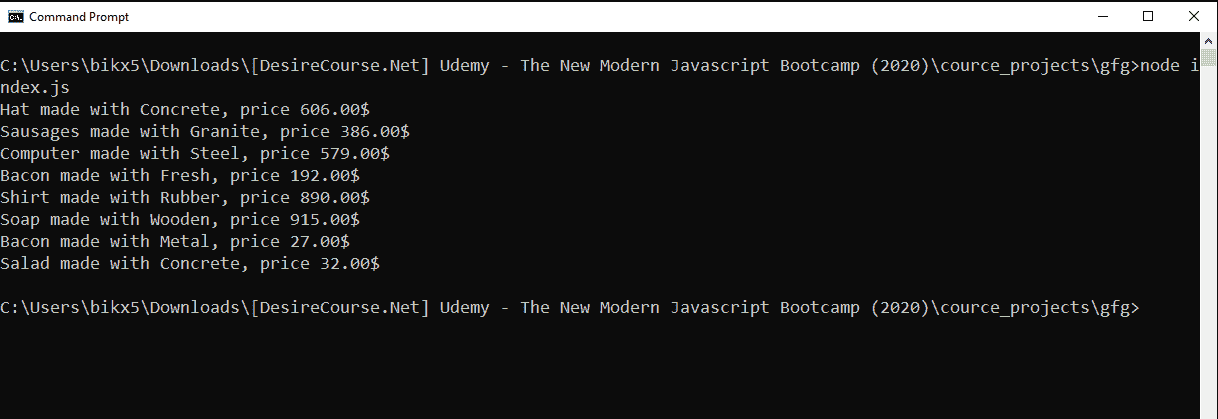 Command Prompt
C:\Users\bikx5\Downloads\[DesireCourse.Net] Udemy - The New Modern Javascript Bootcamp (2020)\cource_projects\gfg>node i
ndex.js
Hat made with Concrete, price 606.00$
Sausages made with Granite, price 386.00$
Computer made with Steel, price 579.00$
Bacon made with Fresh, price 192.00$
Shirt made with Rubber, price 890.00$
Soap made with Wooden, price 915.00$
Bacon made with Metal, price 27.00$
Salad made with Concrete, price 32.00$
C:\Users\bikx5\Downloads\[DesireCourse.Net] Udemy - The New Modern Javascript Bootcamp (2020)\cource_projects\gfg>